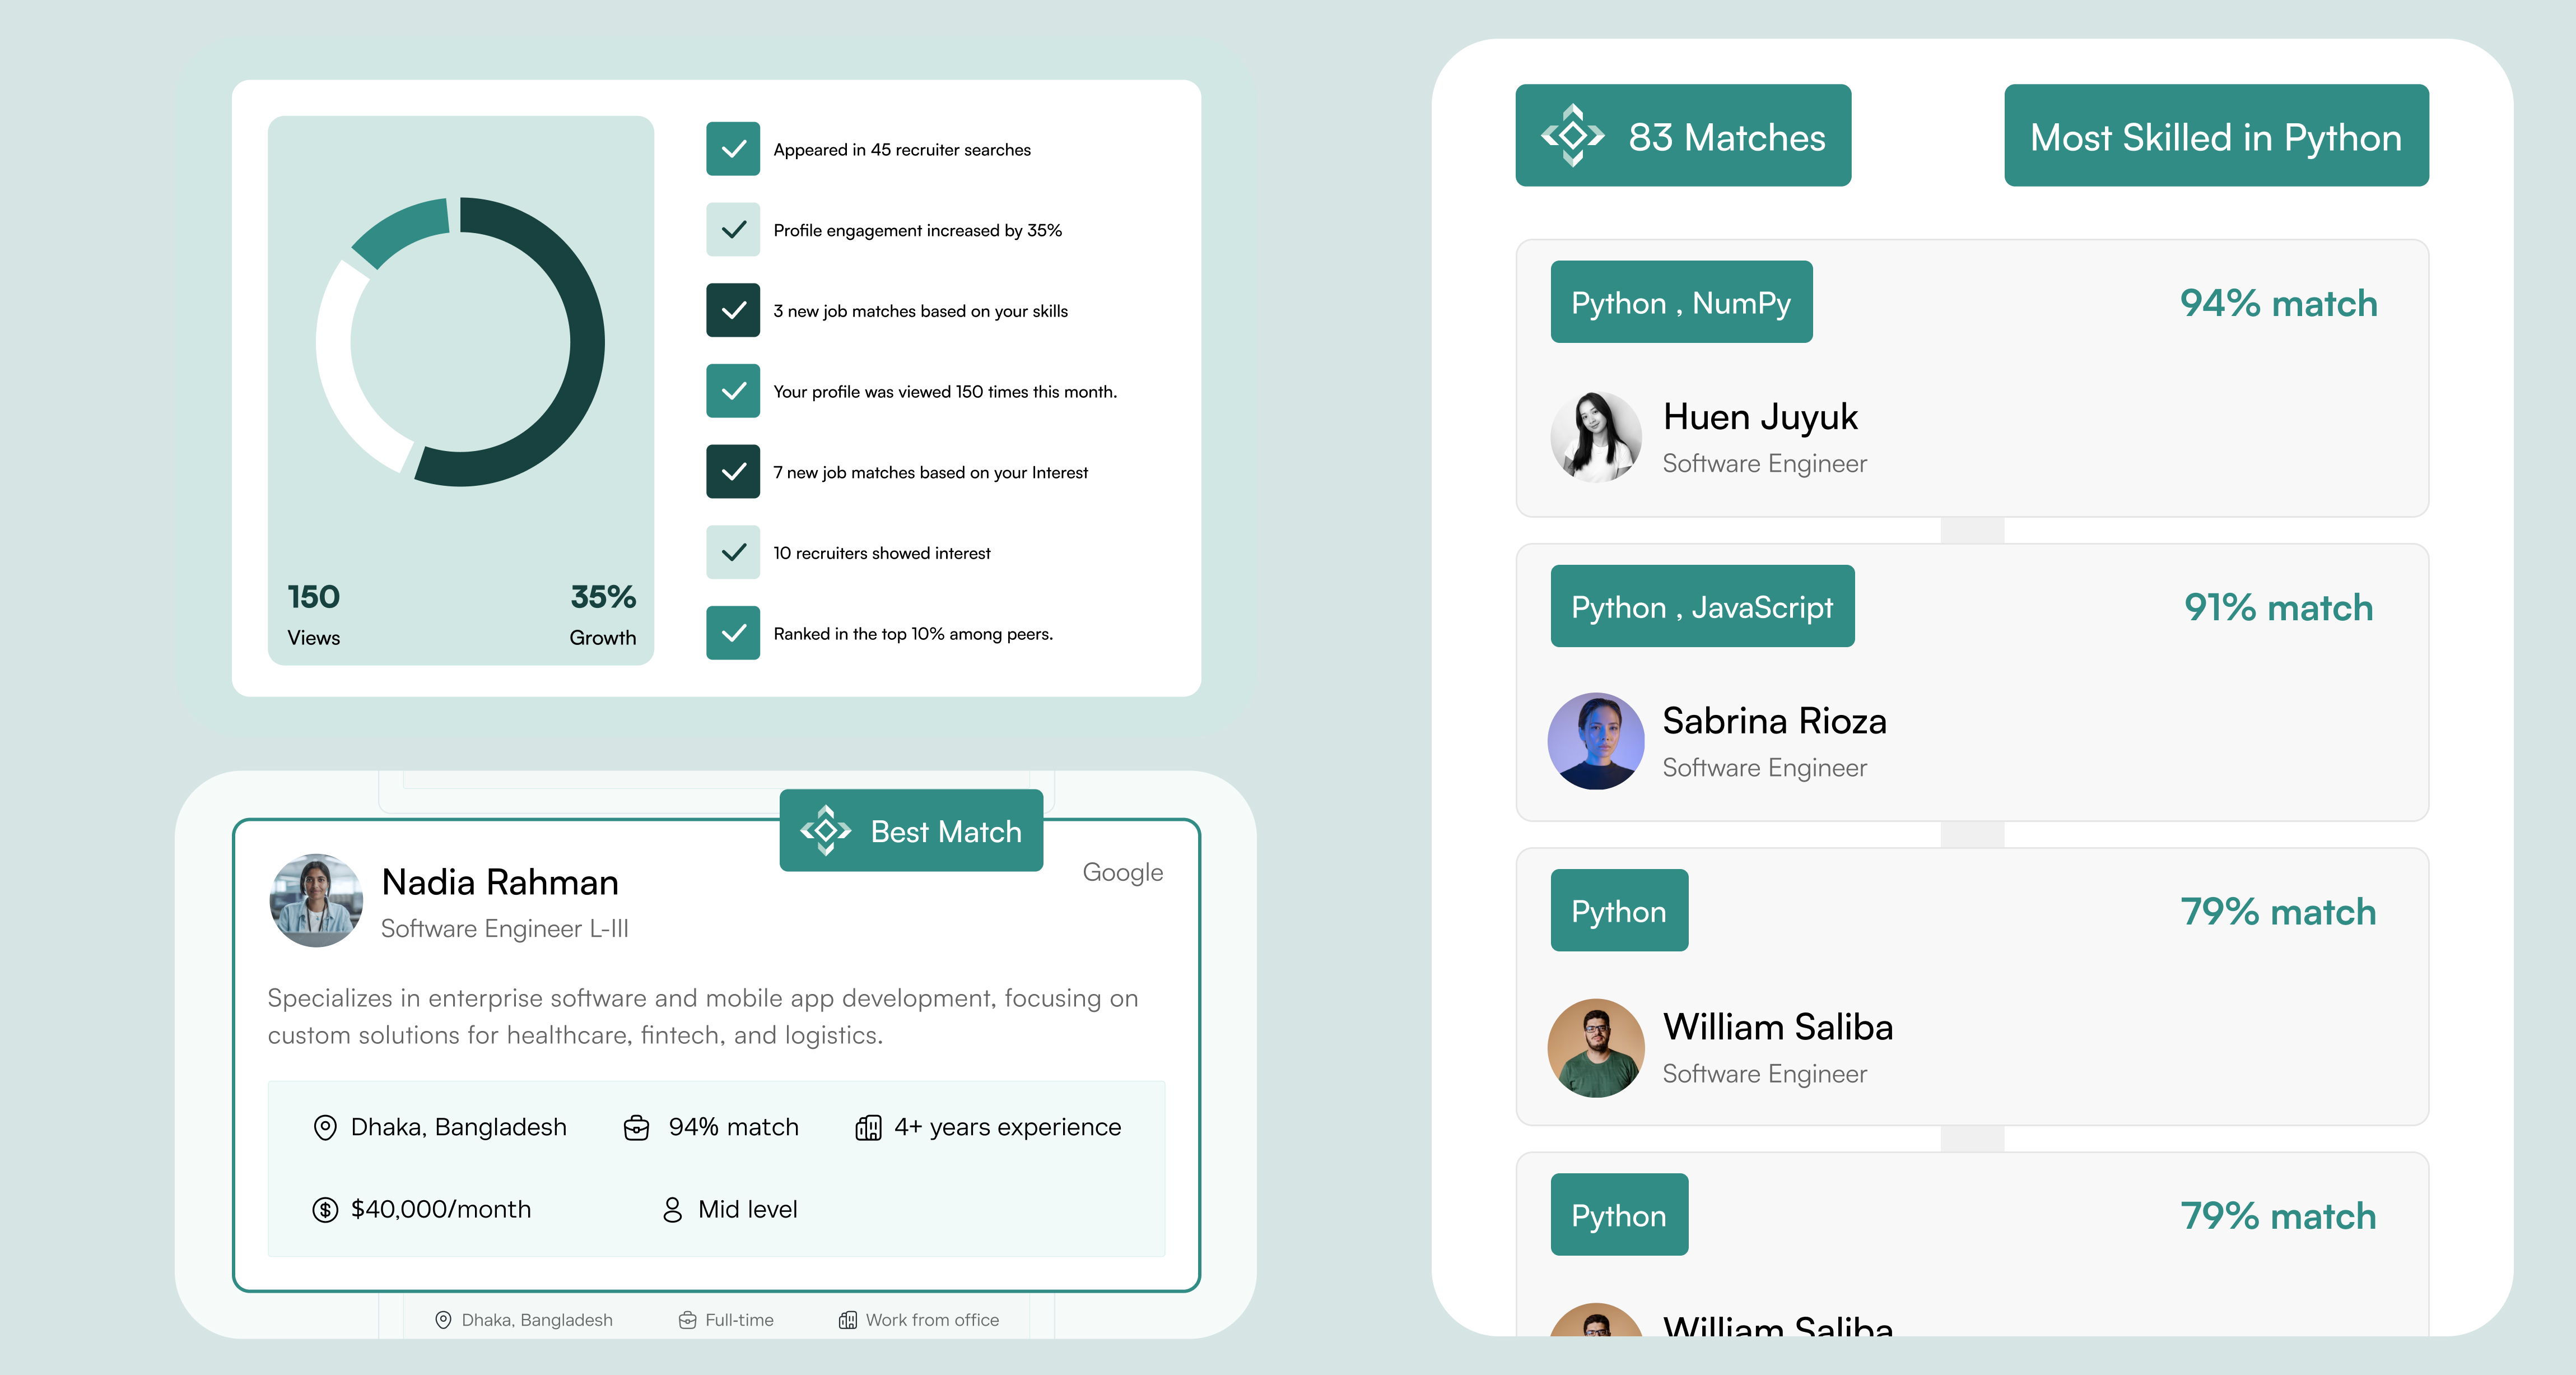 Appeared in 45 recruiter searches
Profile engagement increased by 35%
3 new job matches based on your skills
Your profile was viewed 150 times this month.
7 new job matches based on your Interest
10 recruiters showed interest
Ranked in the top 10% among peers.
150
Views
35%
Growth
Best Match
Nadia Rahman
Google
Software Engineer L-III
Specializes in enterprise software and mobile app development, focusing on
custom solutions for healthcare, fintech, and logistics.
Dhaka, Bangladesh
94% match
4+ years experience
$40,000/month
Mid level
Dhaka, Bangladesh
Full-time
Work from office
83 Matches
Most Skilled in Python
Python , NumPy
94% match
Huen Juyuk
Software Engineer
Python , JavaScript
91% match
Sabrina Rioza
Software Engineer
Python
79% match
William Saliba
Software Engineer
Python
79% match
William Saliba